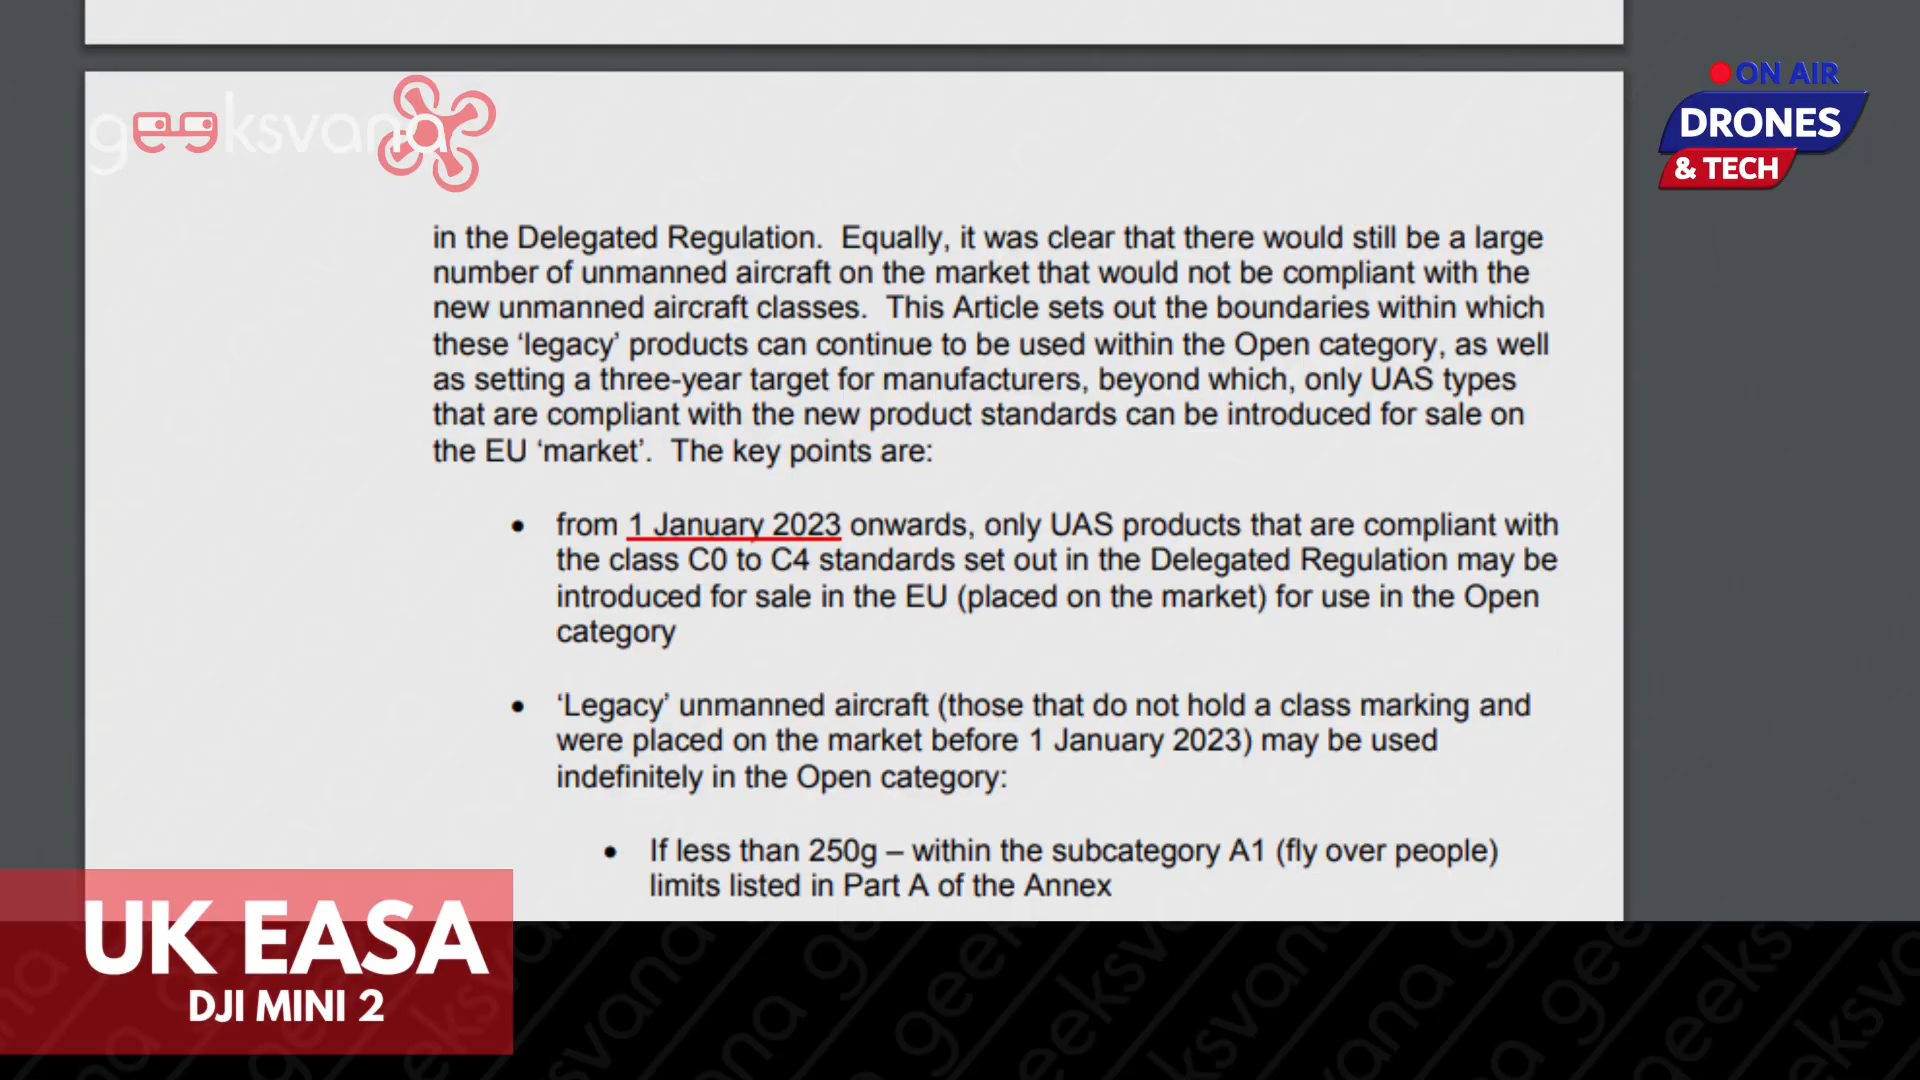 geeksvana
ON AIR
DRONES
& TECH
in the Delegated Regulation. Equally, it was clear that there would still be a large
number of unmanned aircraft on the market that would not be compliant with the
new unmanned aircraft classes. This Article sets out the boundaries within which
these ‘legacy’ products can continue to be used within the Open category, as well
as setting a three-year target for manufacturers, beyond which, only UAS types
that are compliant with the new product standards can be introduced for sale on
the EU ‘market’. The key points are:
• from 1 January 2023 onwards, only UAS products that are compliant with
the class C0 to C4 standards set out in the Delegated Regulation may be
introduced for sale in the EU (placed on the market) for use in the Open
category
• ‘Legacy’ unmanned aircraft (those that do not hold a class marking and
were placed on the market before 1 January 2023) may be used
indefinitely in the Open category:
• If less than 250g – within the subcategory A1 (fly over people)
limits listed in Part A of the Annex
UK EASA
DJI MINI 2